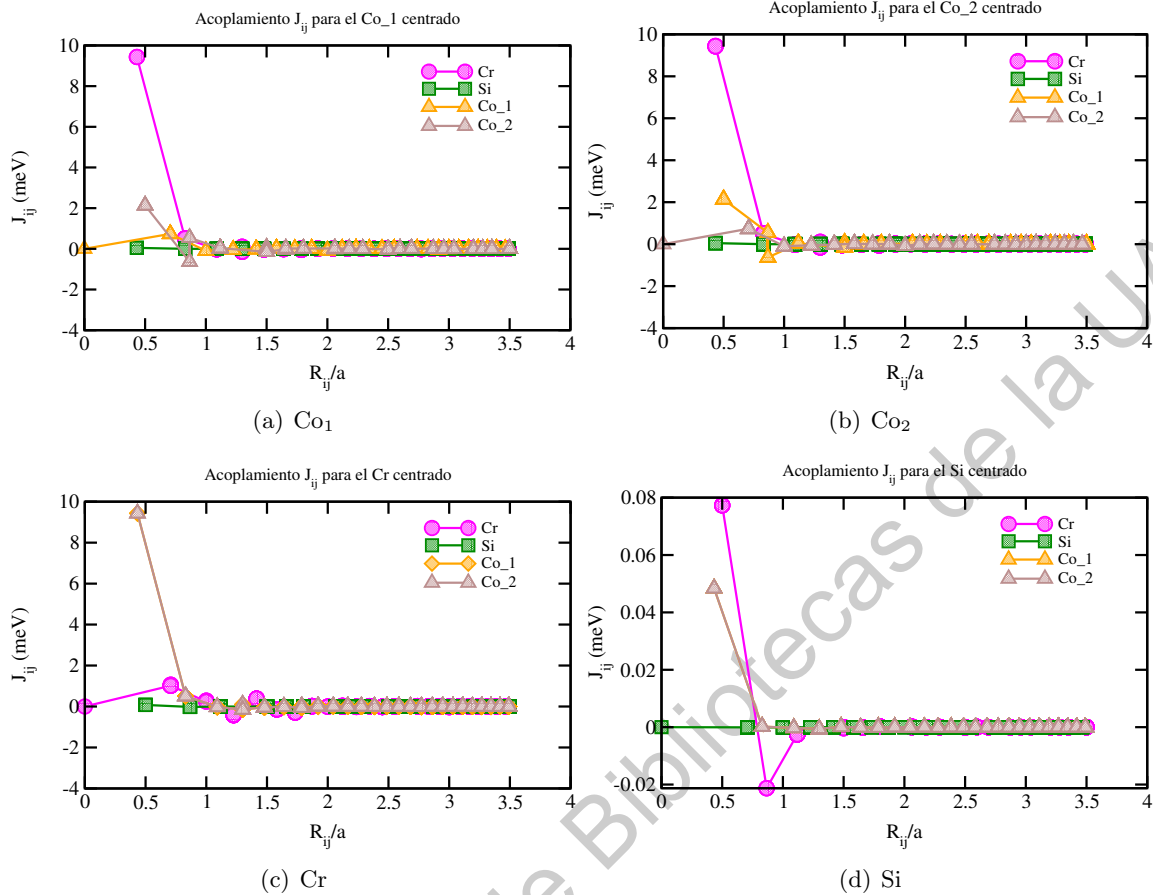 Acoplamiento J_ij para el Co_1 centrado
10
8
6
4
2
0
-2
-4
J_ij (meV)
Cr
Si
Co_1
Co_2
0 0.5 1 1.5 2 2.5 3 3.5 4
R_ij/a
(a) Co₁
Acoplamiento J_ij para el Co_2 centrado
10
8
6
4
2
0
-2
-4
J_ij (meV)
Cr
Si
Co_1
Co_2
0 0.5 1 1.5 2 2.5 3 3.5 4
R_ij/a
(b) Co₂
Acoplamiento J_ij para el Cr centrado
10
8
6
4
2
0
-2
-4
J_ij (meV)
Cr
Si
Co_1
Co_2
0 0.5 1 1.5 2 2.5 3 3.5 4
R_ij/a
(c) Cr
Acoplamiento J_ij para el Si centrado
0.08
0.06
0.04
0.02
0
-0.02
J_ij (meV)
Cr
Si
Co_1
Co_2
0 0.5 1 1.5 2 2.5 3 3.5 4
R_ij/a
(d) Si
de Bibliotecas de la